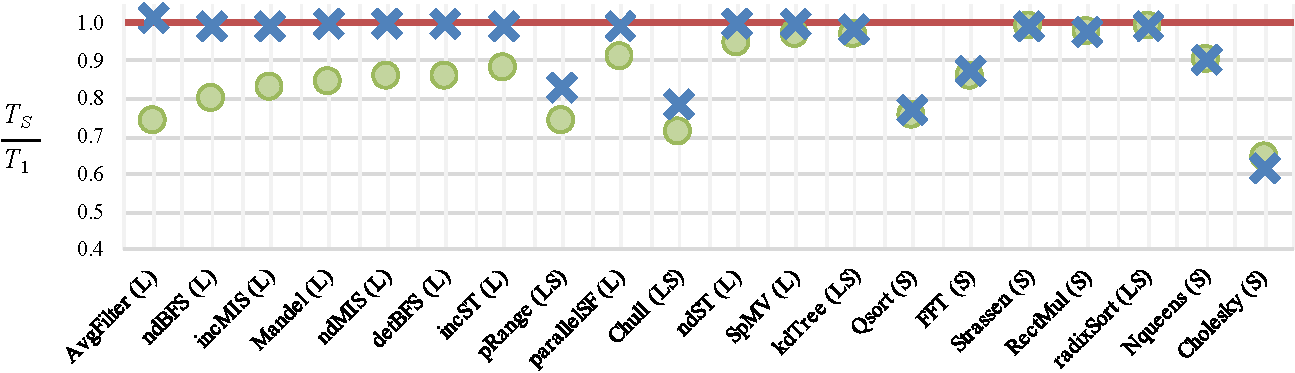 1.0
0.9
0.8
0.7
0.6
0.5
0.4
T_S
T_1
AvgFilter (L)
ndBFS (L)
incMIS (L)
Mandel (L)
ndMIS (L)
detBFS (L)
incST (L)
pRange (LS)
parallelSF (L)
Chull (LS)
ndST (L)
SpMV (L)
kdTree (LS)
Qsort (S)
FFT (S)
Strassen (S)
RectMul (S)
radixSort (LS)
Nqueens (S)
Cholesky (S)